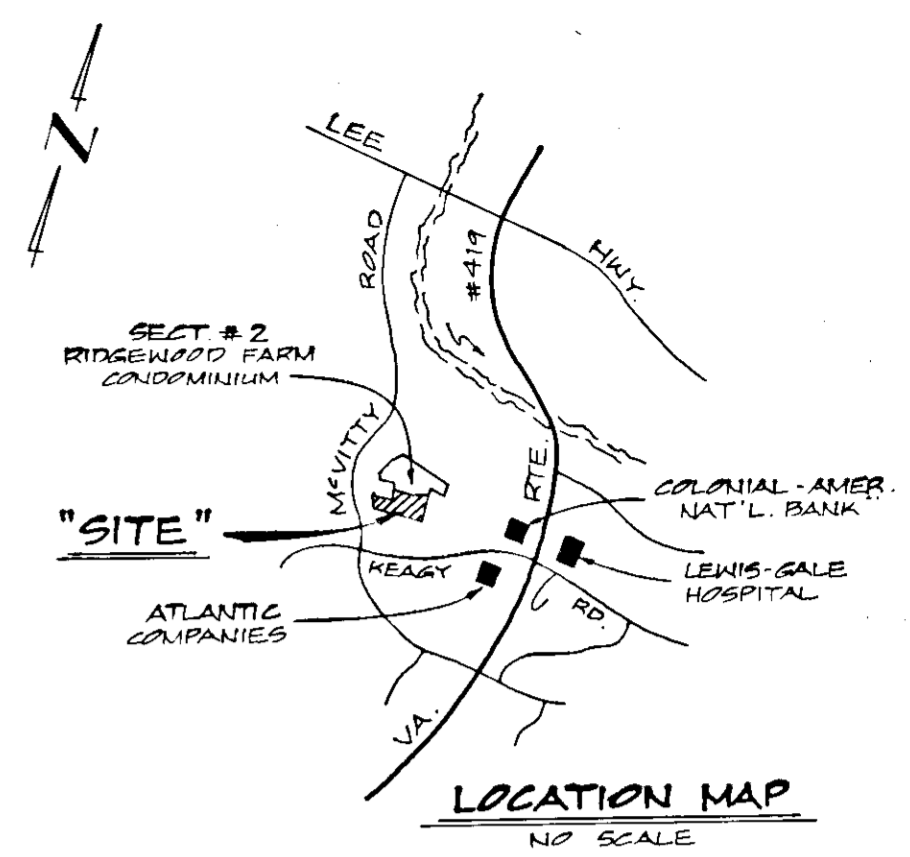 N
LEE
HWY.
ROAD
#419
SECT. #2
RIDGEWOOD FARM
CONDOMINIUM
McVITTY
RTE.
COLONIAL-AMER.
NAT'L. BANK
"SITE"
KEAGY
RD.
LEWIS-GALE
HOSPITAL
ATLANTIC
COMPANIES
VA.
LOCATION MAP
NO SCALE